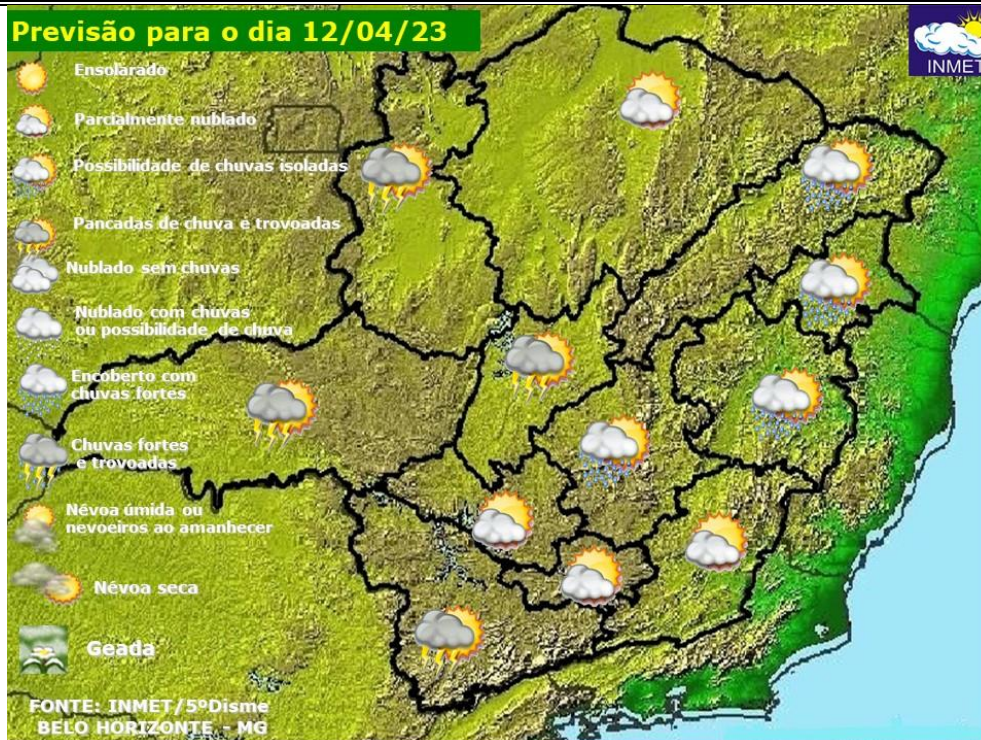 Previsão para o dia 12/04/23
INMET
Ensolarado
Parcialmente nublado
Possibilidade de chuvas isoladas
Pancadas de chuva e trovoadas
Nublado sem chuvas
Nublado com chuvas
ou possibilidade de chuva
Encoberto com
chuvas fortes
Chuvas fortes
e trovoadas
Névoa úmida ou
nevoeiros ao amanhecer
Névoa seca
Geada
FONTE: INMET/5ºDisme
BELO HORIZONTE - MG